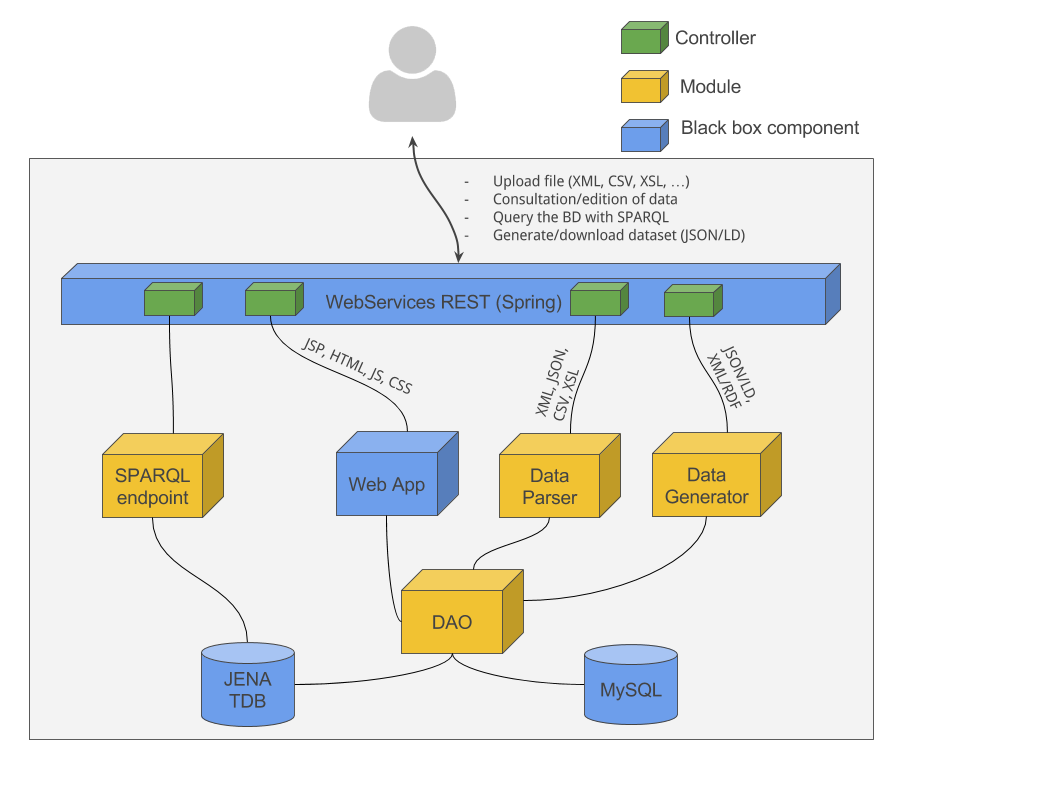 Controller
Module
Black box component
- Upload file (XML, CSV, XSL, …)
- Consultation/edition of data
- Query the BD with SPARQL
- Generate/download dataset (JSON/LD)
WebServices REST (Spring)
JSP, HTML, JS, CSS
XML, JSON,
CSV, XSL
JSON/LD,
XML/RDF
SPARQL
endpoint
Web App
Data
Parser
Data
Generator
DAO
JENA
TDB
MySQL